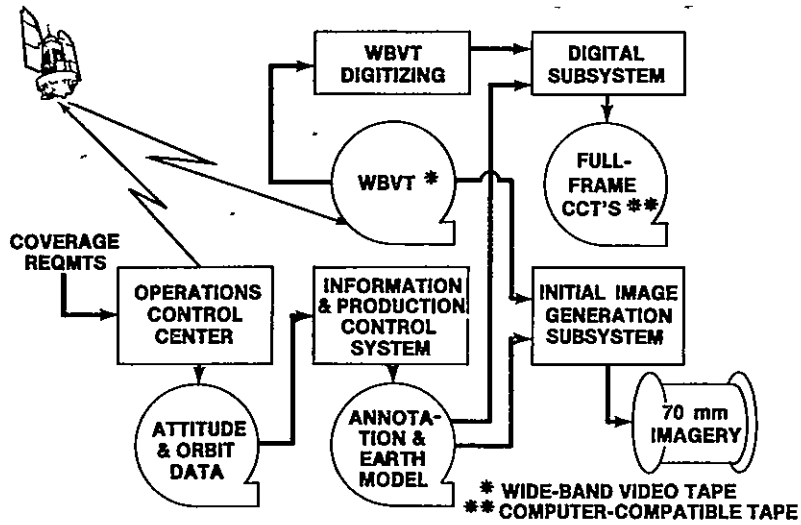 WBVT
DIGITIZING
DIGITAL
SUBSYSTEM
WBVT *
FULL-
FRAME
CCT'S **
COVERAGE
REQMTS
OPERATIONS
CONTROL
CENTER
INFORMATION
& PRODUCTION
CONTROL
SYSTEM
INITIAL IMAGE
GENERATION
SUBSYSTEM
ATTITUDE
& ORBIT
DATA
ANNOTA-
TION &
EARTH
MODEL
70 mm
IMAGERY
* WIDE-BAND VIDEO TAPE
** COMPUTER-COMPATIBLE TAPE